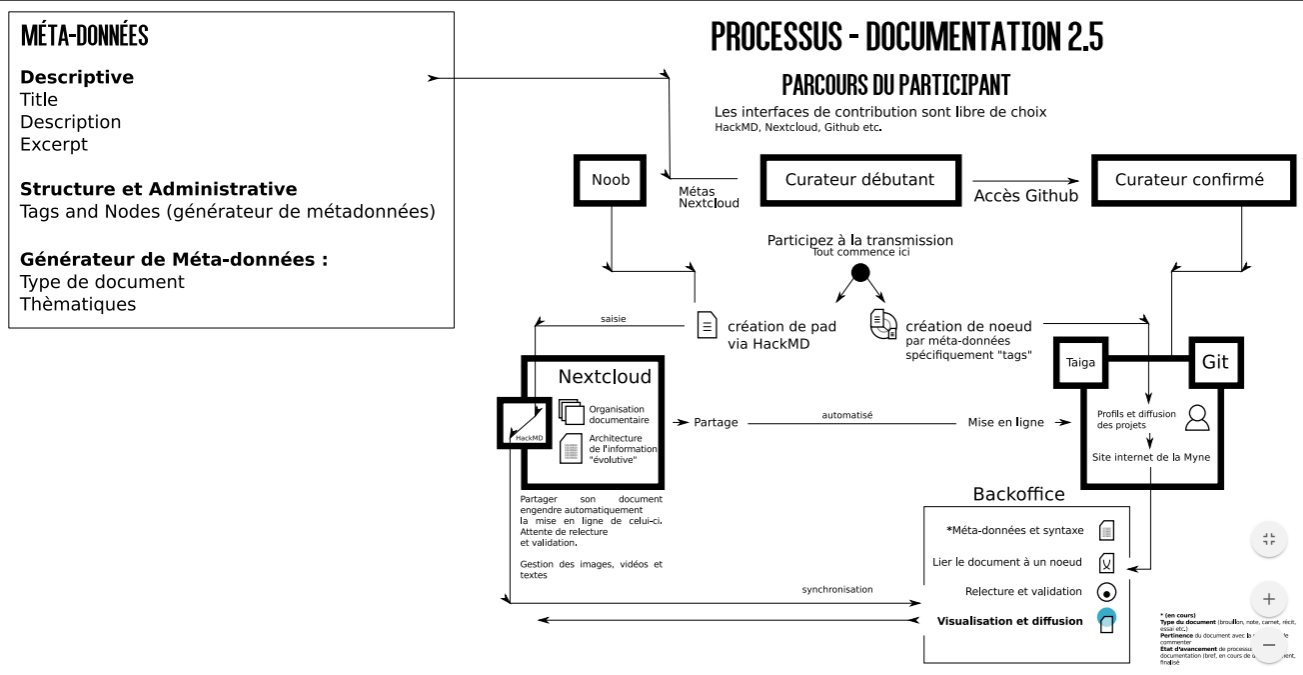 MÉTA-DONNÉES
Descriptive
Title
Description
Excerpt
Structure et Administrative
Tags and Nodes (générateur de métadonnées)
Générateur de Méta-données :
Type de document
Thèmatiques
PROCESSUS - DOCUMENTATION 2.5
PARCOURS DU PARTICIPANT
Les interfaces de contribution sont libre de choix
HackMD, Nextcloud, Github etc.
Noob
Métas
Nextcloud
Curateur débutant
Accès Github
Curateur confirmé
Participez à la transmission
Tout commence ici
saisie
création de pad
via HackMD
création de noeud
par méta-données
spécifiquement "tags"
Nextcloud
HackMD
Organisation
documentaire
Architecture
de l'information
"évolutive"
Partage
automatisé
Mise en ligne
Taiga
Git
Profils et diffusion
des projets
Site internet de la Myne
Partager son document
engendre automatiquement
la mise en ligne de celui-ci.
Attente de relecture
et validation.
Gestion des images, vidéos et
textes
synchronisation
Backoffice
*Méta-données et syntaxe
Lier le document à un noeud
Relecture et validation
Visualisation et diffusion
* (en cours)
Type du document (brouillon, note, carnet, récit,
essai etc.)
Pertinence du document avec la
commenter
État d'avancement de
documentation (bref, en cours de
finalisé